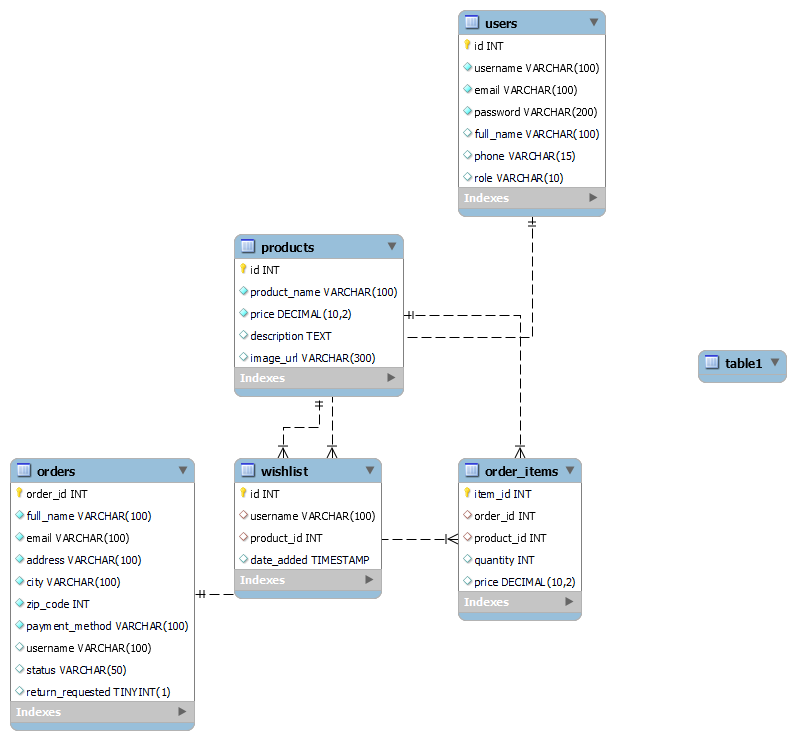 users
id INT
username VARCHAR(100)
email VARCHAR(100)
password VARCHAR(200)
full_name VARCHAR(100)
phone VARCHAR(15)
role VARCHAR(10)
Indexes
products
id INT
product_name VARCHAR(100)
price DECIMAL(10,2)
description TEXT
image_url VARCHAR(300)
Indexes
table1
orders
order_id INT
full_name VARCHAR(100)
email VARCHAR(100)
address VARCHAR(100)
city VARCHAR(100)
zip_code INT
payment_method VARCHAR(100)
username VARCHAR(100)
status VARCHAR(50)
return_requested TINYINT(1)
Indexes
wishlist
id INT
username VARCHAR(100)
product_id INT
date_added TIMESTAMP
Indexes
order_items
item_id INT
order_id INT
product_id INT
quantity INT
price DECIMAL(10,2)
Indexes